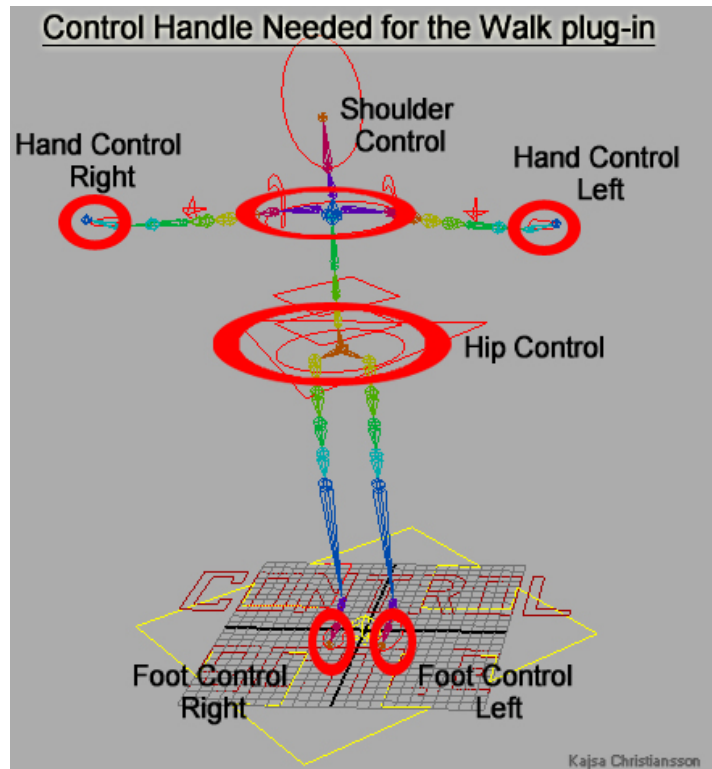 Control Handle Needed for the Walk plug-in
Shoulder
Control
Hand Control
Right
Hand Control
Left
Hip Control
CONTROL
Foot Control
Right
Foot Control
Left
Kajsa Christiansson